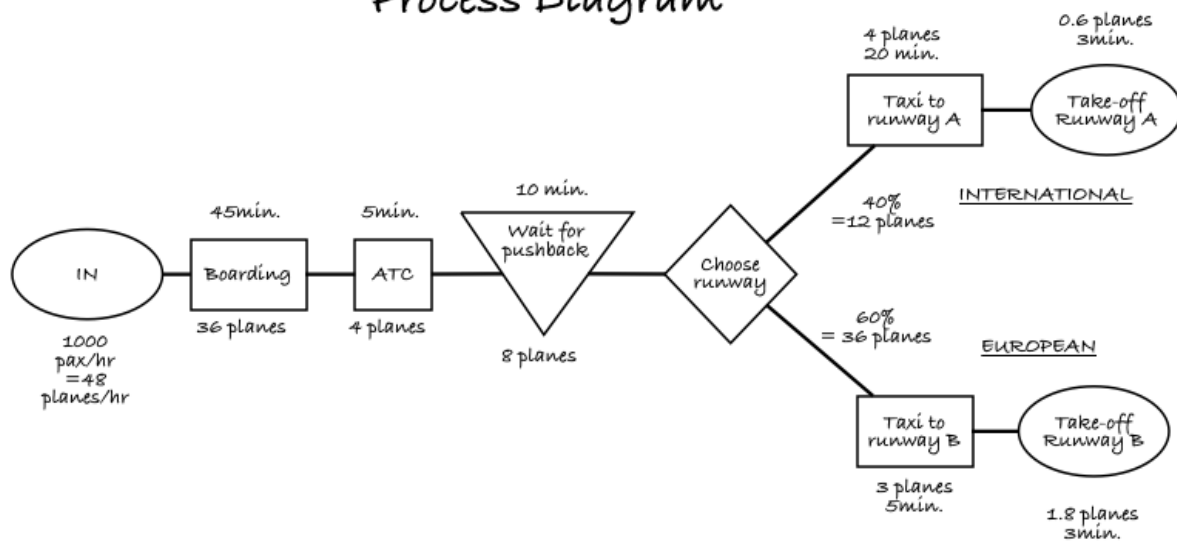 Process Diagram
IN
1000
pax/hr
=48
planes/hr
45min.
Boarding
36 planes
5min.
ATC
4 planes
10 min.
Wait for
pushback
8 planes
Choose
runway
40%
=12 planes
4 planes
20 min.
Taxi to
runway A
0.6 planes
3min.
Take-off
Runway A
INTERNATIONAL
60%
= 36 planes
EUROPEAN
Taxi to
runway B
3 planes
5min.
Take-off
Runway B
1.8 planes
3min.